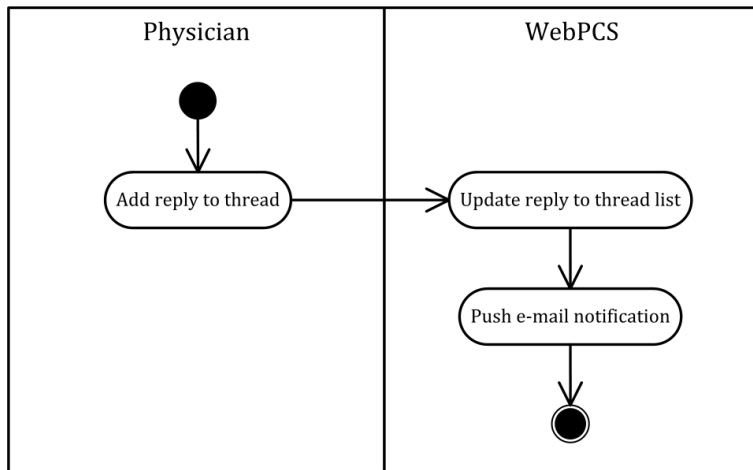 Physician
WebPCS
Add reply to thread
Update reply to thread list
Push e-mail notification